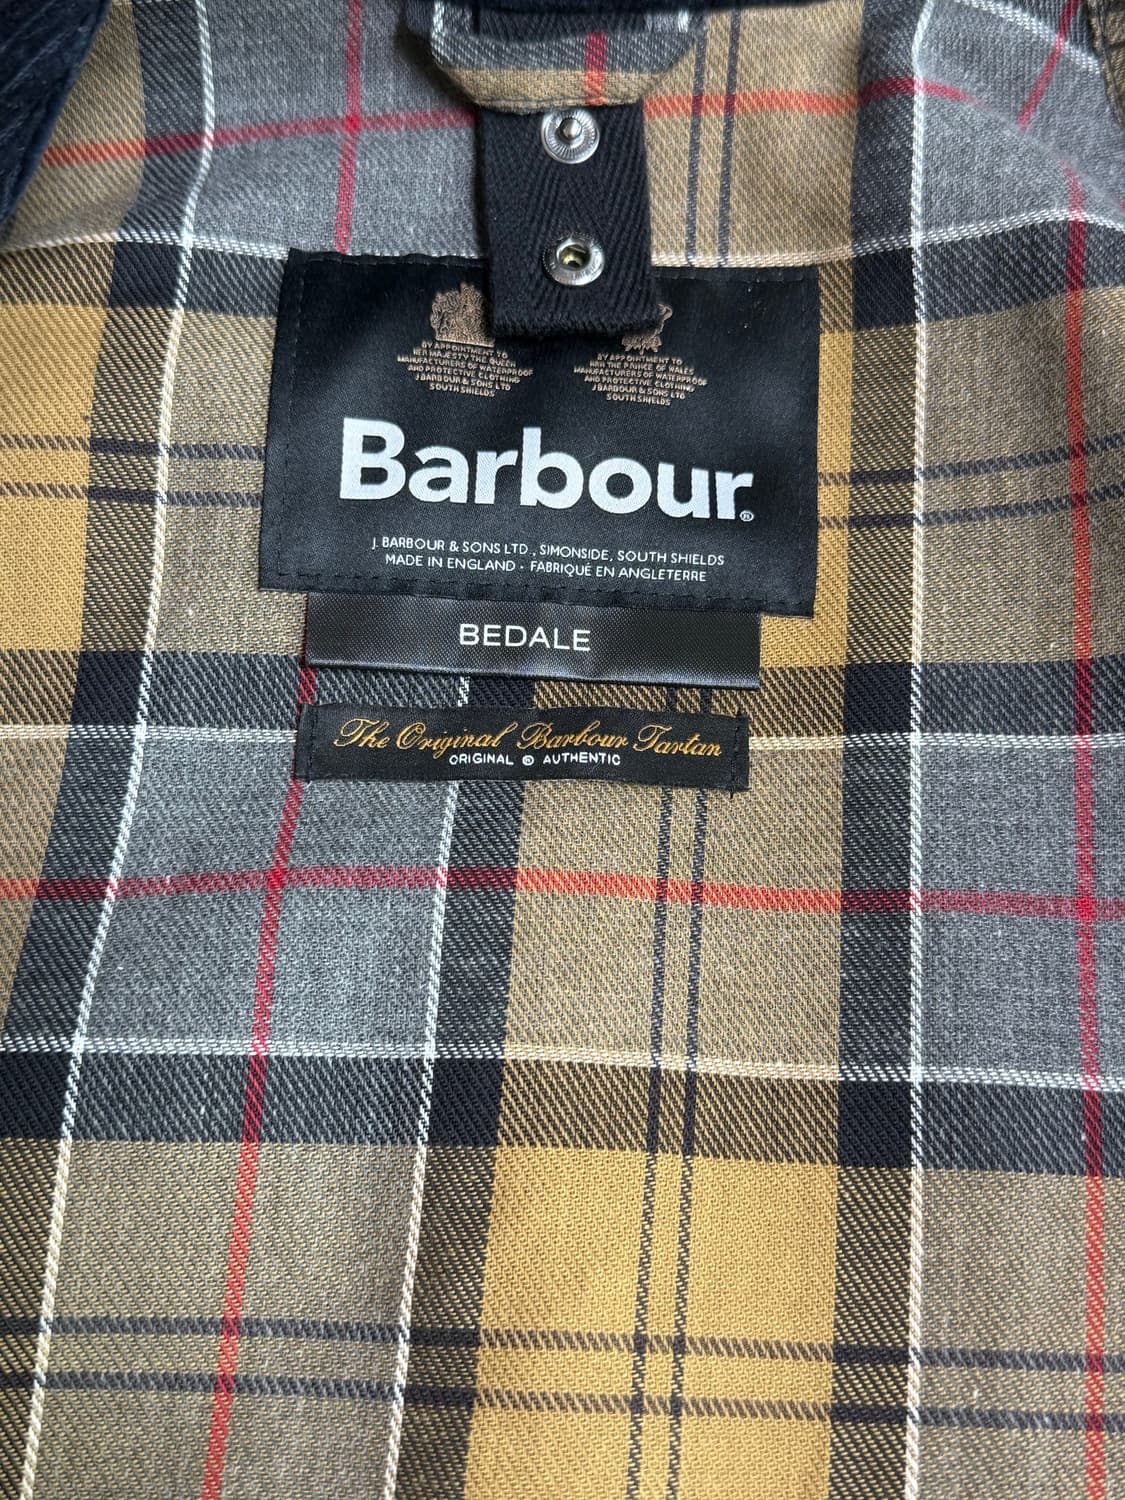 BY APPOINTMENT TO
HER MAJESTY THE QUEEN
MANUFACTURERS OF WATERPROOF
AND PROTECTIVE CLOTHING
J BARBOUR & SONS LTD
SOUTH SHIELDS
BY APPOINTMENT TO
HRH THE PRINCE OF WALES
MANUFACTURERS OF WATERPROOF
AND PROTECTIVE CLOTHING
J BARBOUR & SONS LTD
SOUTH SHIELDS
Barbour®
J. BARBOUR & SONS LTD., SIMONSIDE, SOUTH SHIELDS
MADE IN ENGLAND - FABRIQUÉ EN ANGLETERRE
BEDALE
The Original Barbour Tartan
ORIGINAL ® AUTHENTIC